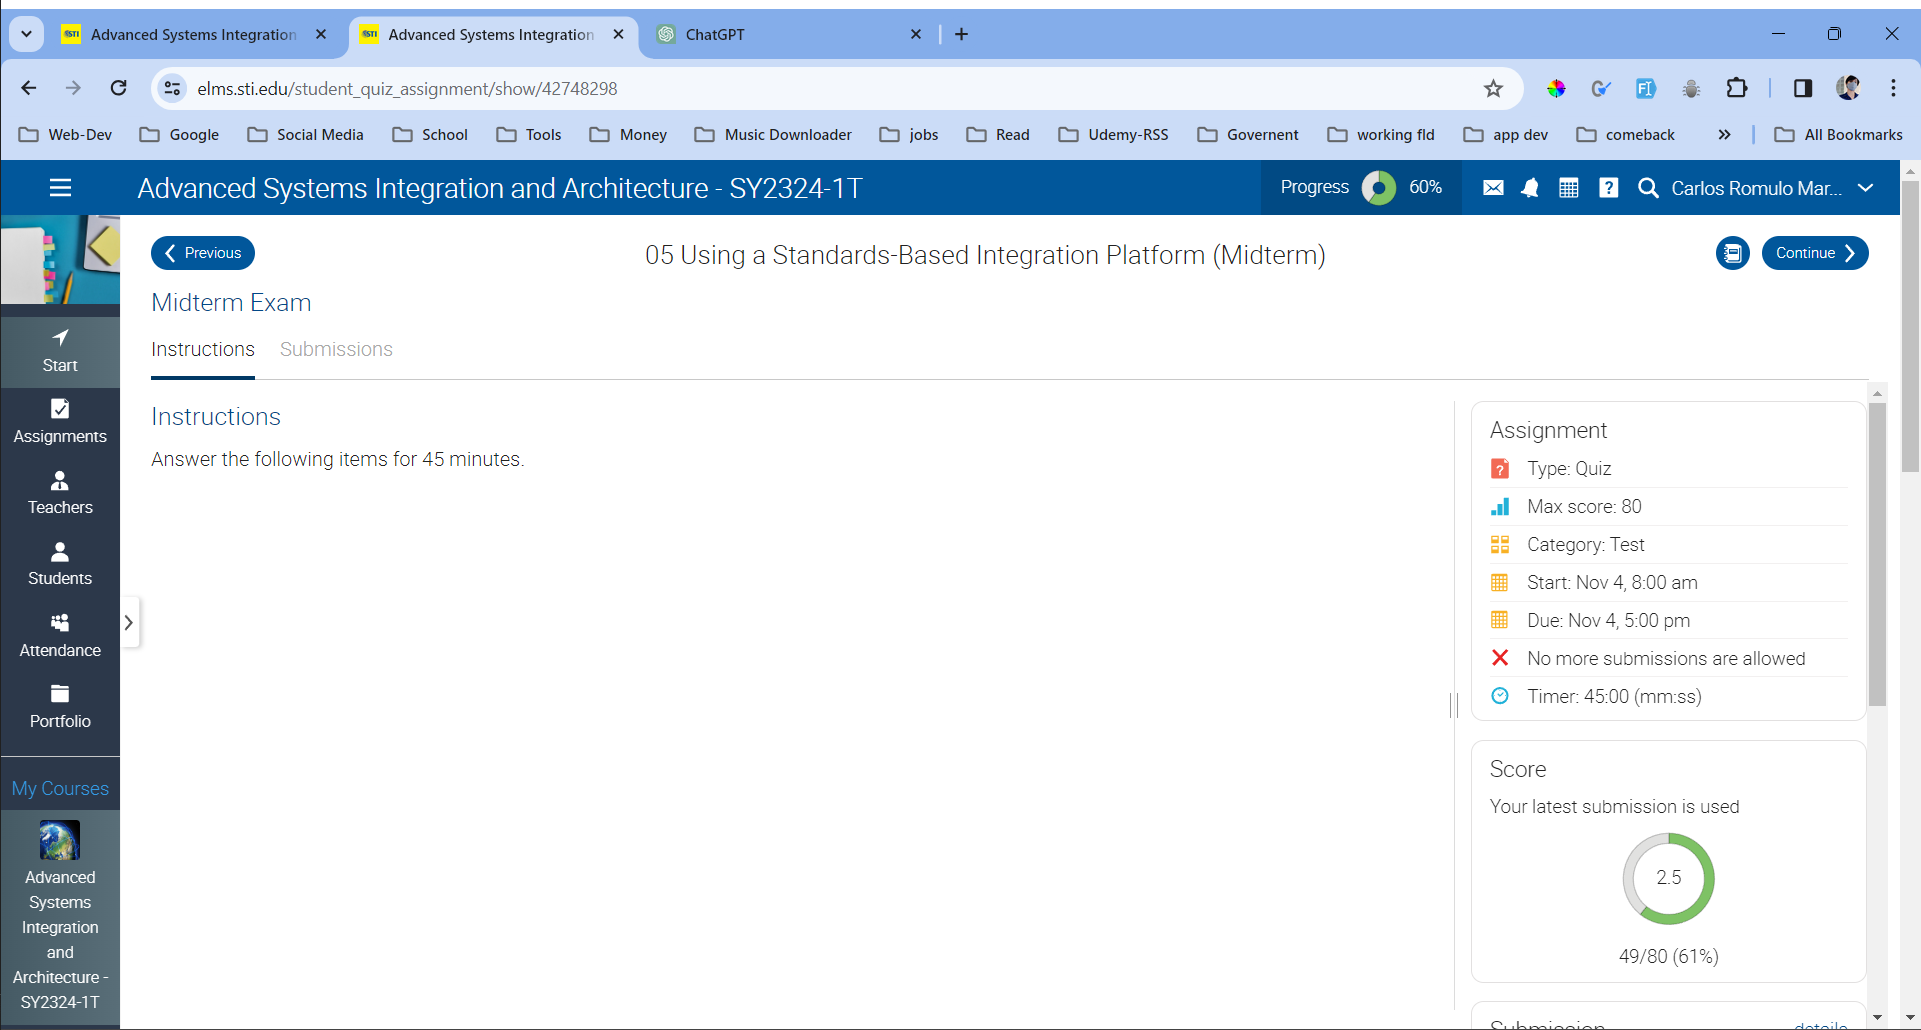 Advanced Systems Integration
Advanced Systems Integration
ChatGPT
elms.sti.edu/student_quiz_assignment/show/42748298
Web-Dev
Google
Social Media
School
Tools
Money
Music Downloader
jobs
Read
Udemy-RSS
Governent
working fld
app dev
comeback
All Bookmarks
Advanced Systems Integration and Architecture - SY2324-1T
Progress
60%
Carlos Romulo Mar...
Previous
05 Using a Standards-Based Integration Platform (Midterm)
Continue
Midterm Exam
Instructions
Submissions
Start
Assignments
Teachers
Students
Attendance
Portfolio
My Courses
Advanced
Systems
Integration
and
Architecture -
SY2324-1T
Instructions
Answer the following items for 45 minutes.
Assignment
Type: Quiz
Max score: 80
Category: Test
Start: Nov 4, 8:00 am
Due: Nov 4, 5:00 pm
No more submissions are allowed
Timer: 45:00 (mm:ss)
Score
Your latest submission is used
2.5
49/80 (61%)
Submission
details